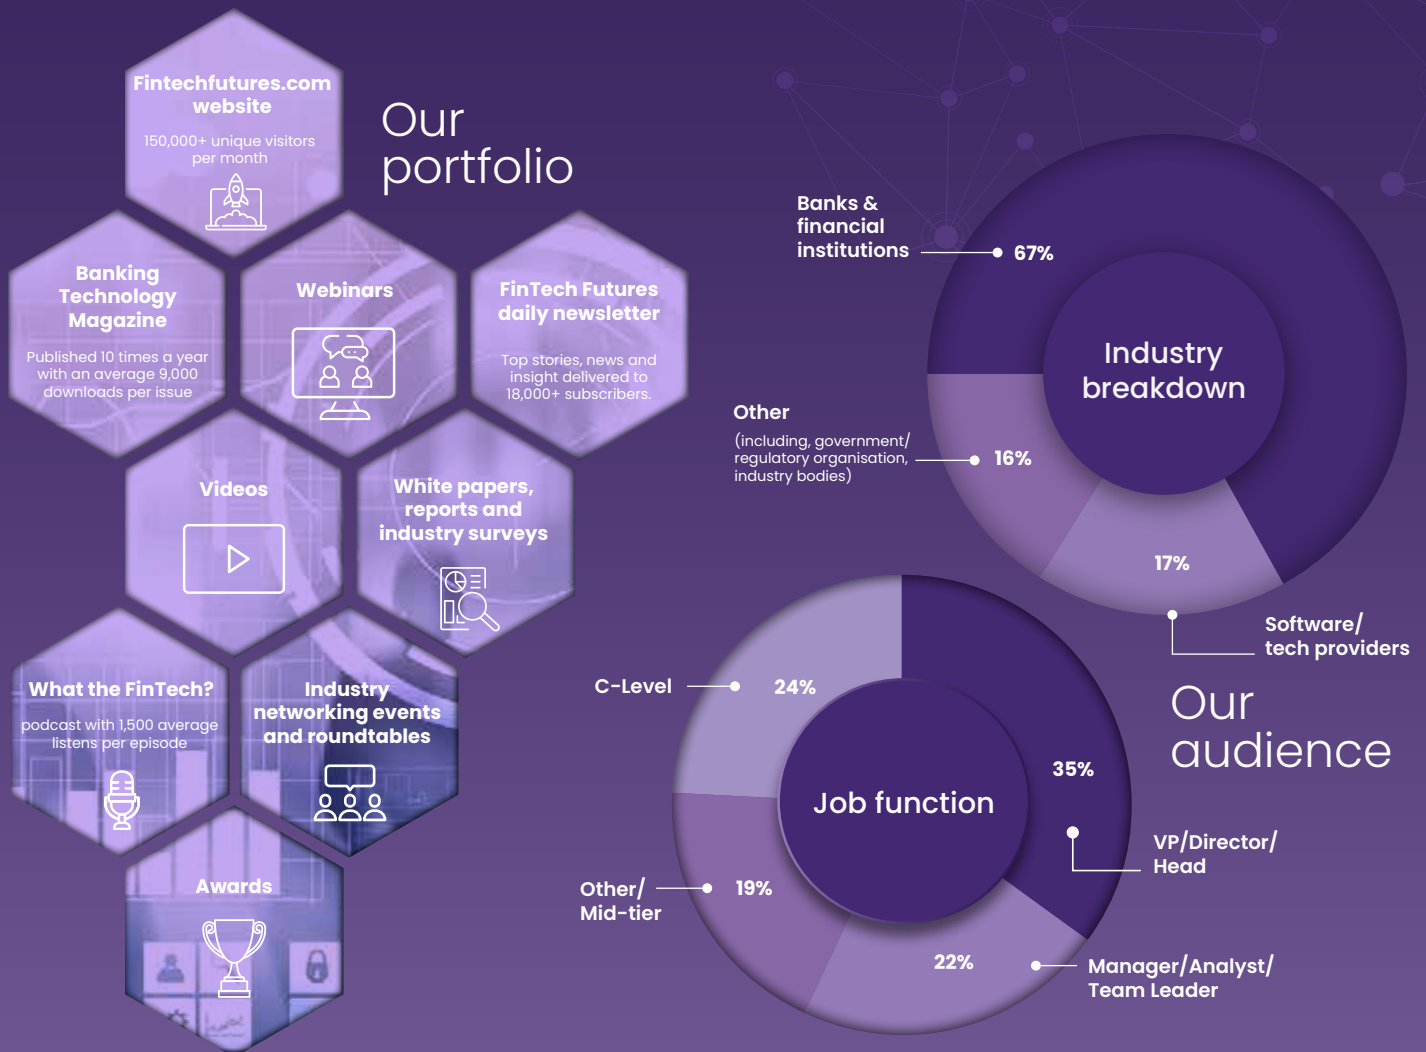 Our
portfolio
Fintechfutures.com
website
150,000+ unique visitors
per month
Banking
Technology
Magazine
Published 10 times a year
with an average 9,000
downloads per issue
Webinars
FinTech Futures
daily newsletter
Top stories, news and
insight delivered to
18,000+ subscribers.
Videos
White papers,
reports and
industry surveys
What the FinTech?
podcast with 1,500 average
listens per episode
Industry
networking events
and roundtables
Awards
Banks &
financial
institutions
67%
Industry
breakdown
Other
(including, government/
regulatory organisation,
industry bodies)
16%
17%
Software/
tech providers
Our
audience
C-Level
24%
35%
Job function
VP/Director/
Head
Other/
Mid-tier
19%
22%
Manager/Analyst/
Team Leader